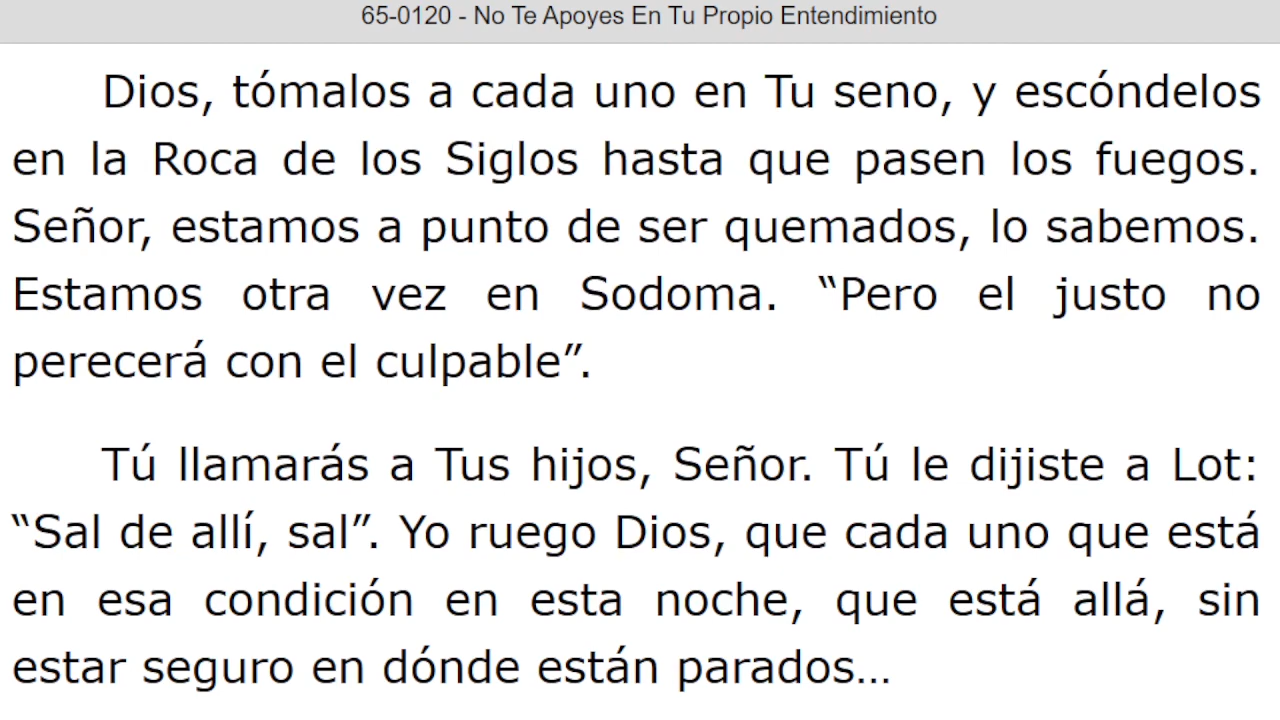 65-0120 - No Te Apoyes En Tu Propio Entendimiento
Dios, tómalos a cada uno en Tu seno, y escóndelos
en la Roca de los Siglos hasta que pasen los fuegos.
Señor, estamos a punto de ser quemados, lo sabemos.
Estamos otra vez en Sodoma. “Pero el justo no
perecerá con el culpable”.
Tú llamarás a Tus hijos, Señor. Tú le dijiste a Lot:
“Sal de allí, sal”. Yo ruego Dios, que cada uno que está
en esa condición en esta noche, que está allá, sin
estar seguro en dónde están parados…